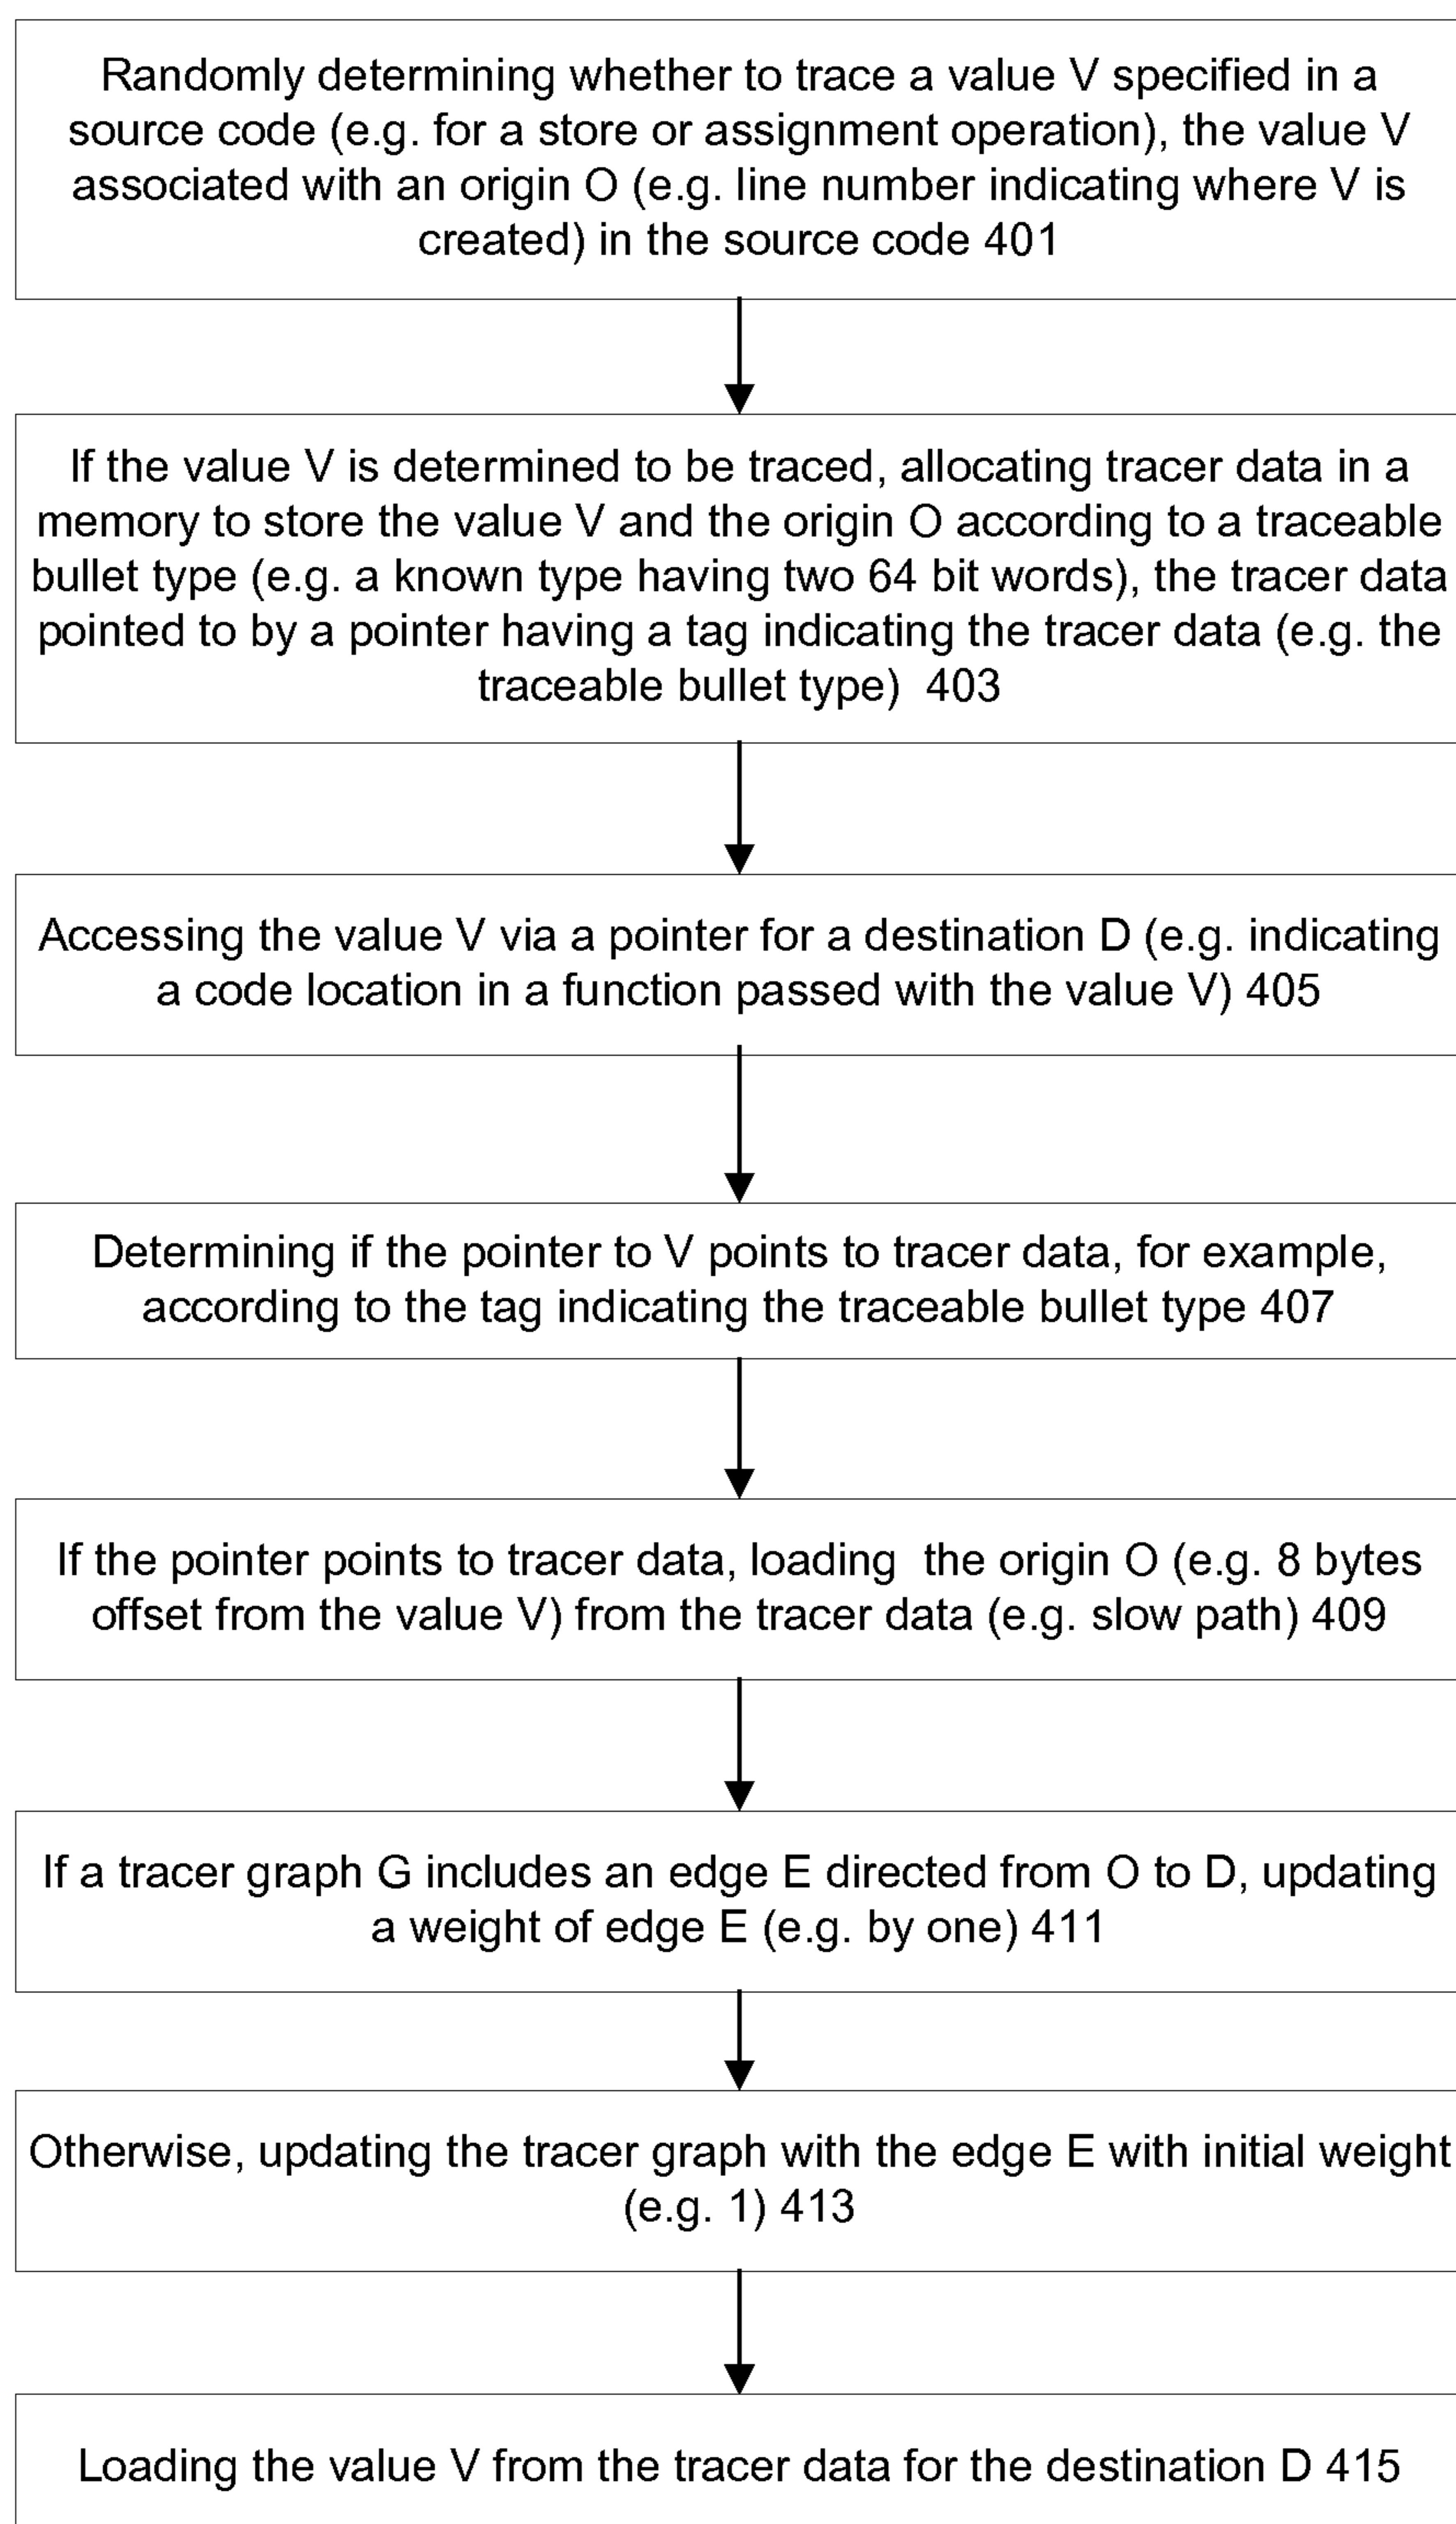 Randomly determining whether to trace a value V specified in a
source code (e.g. for a store or assignment operation), the value V
associated with an origin O (e.g. line number indicating where V is
created) in the source code 401
If the value V is determined to be traced, allocating tracer data in a
memory to store the value V and the origin O according to a traceable
bullet type (e.g. a known type having two 64 bit words), the tracer data
pointed to by a pointer having a tag indicating the tracer data (e.g. the
traceable bullet type) 403
Accessing the value V via a pointer for a destination D (e.g. indicating
a code location in a function passed with the value V) 405
Determining if the pointer to V points to tracer data, for example,
according to the tag indicating the traceable bullet type 407
If the pointer points to tracer data, loading the origin O (e.g. 8 bytes
offset from the value V) from the tracer data (e.g. slow path) 409
If a tracer graph G includes an edge E directed from O to D, updating
a weight of edge E (e.g. by one) 411
Otherwise, updating the tracer graph with the edge E with initial weight
(e.g. 1) 413
Loading the value V from the tracer data for the destination D 415